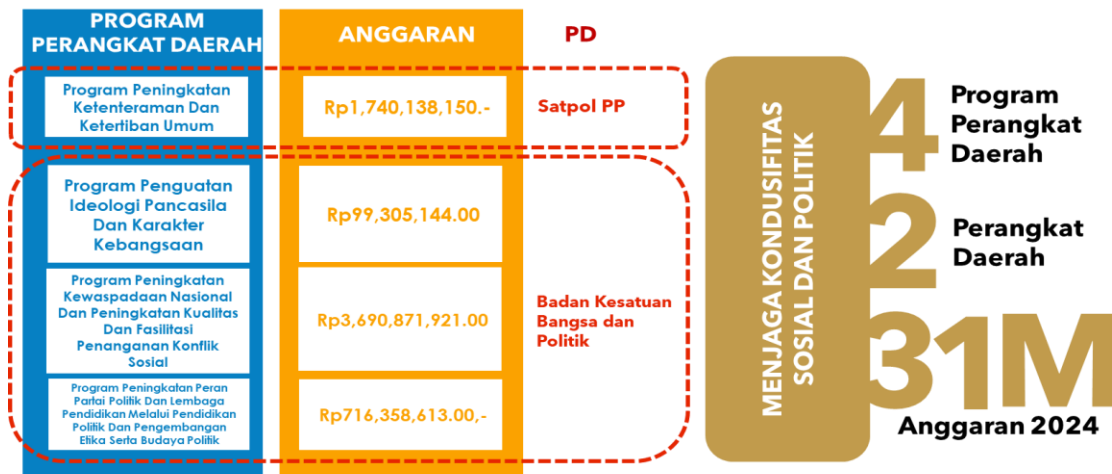 PROGRAM
PERANGKAT DAERAH
ANGGARAN
PD
Program Peningkatan
Ketenteraman Dan
Ketertiban Umum
Rp1,740,138,150.-
Satpol PP
Program Penguatan
Ideologi Pancasila
Dan Karakter
Kebangsaan
Rp99,305,144.00
Program Peningkatan
Kewaspadaan Nasional
Dan Peningkatan Kualitas
Dan Fasilitasi
Penanganan Konflik
Sosial
Rp3,690,871,921.00
Badan Kesatuan
Bangsa dan
Politik
Program Peningkatan Peran
Partai Politik Dan Lembaga
Pendidikan Melalui Pendidikan
Politik Dan Pengembangan
Etika Serta Budaya Politik
Rp716,358,613.00,-
MENJAGA KONDUSIFITAS
SOSIAL DAN POLITIK
4
Program
Perangkat
Daerah
2
Perangkat
Daerah
31M
Anggaran 2024